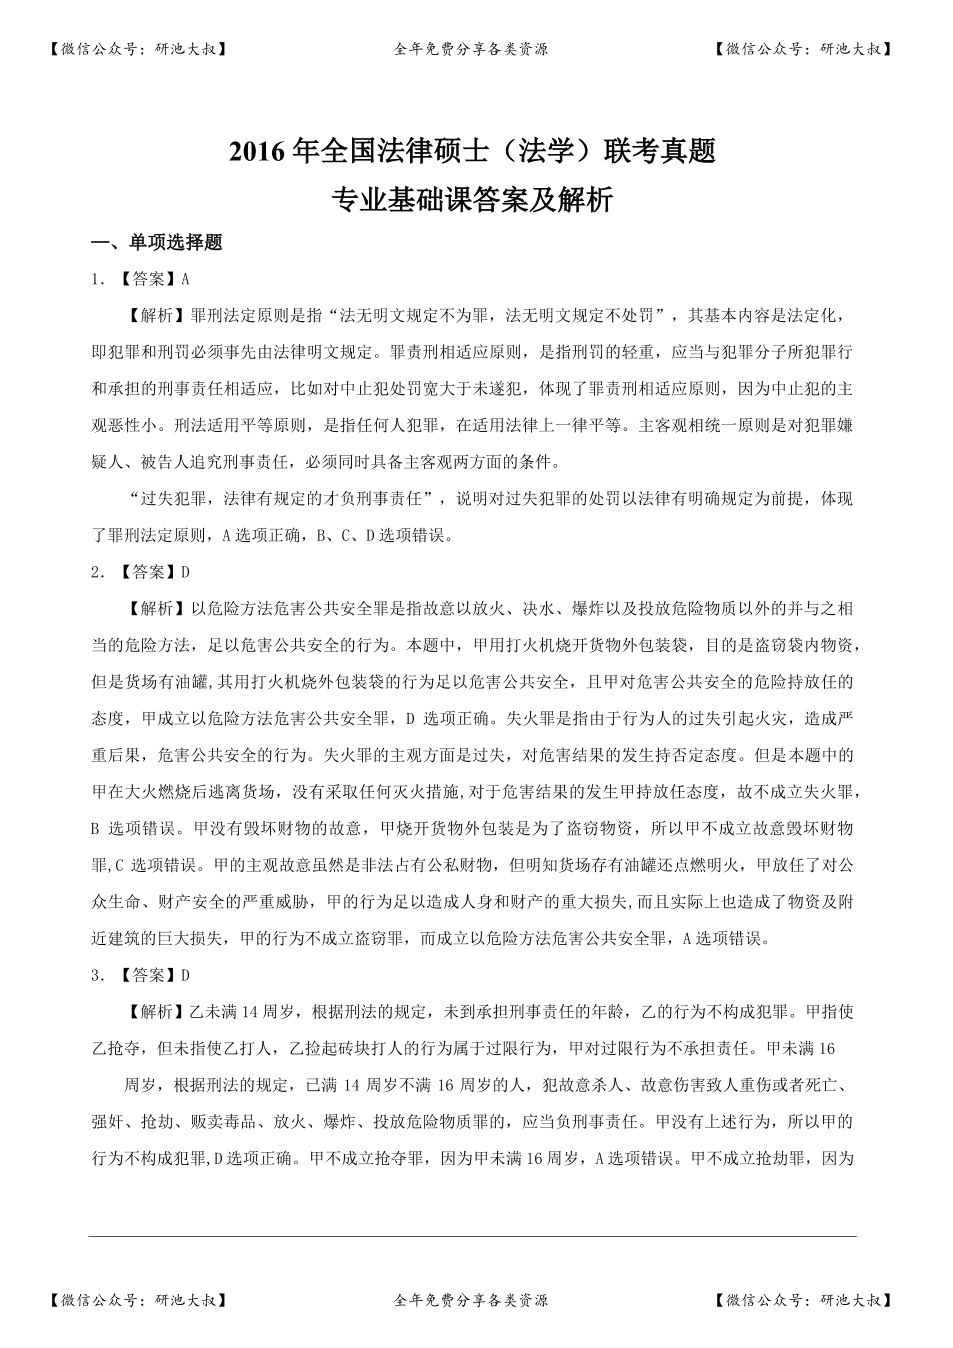 【微信公众号：研池大叔】 全年免费分享各类资源 【微信公众号：研池大叔】
2016 年全国法律硕士（法学）联考真题
专业基础课答案及解析
一、单项选择题
1．【答案】A
【解析】罪刑法定原则是指“法无明文规定不为罪，法无明文规定不处罚”，其基本内容是法定化，
即犯罪和刑罚必须事先由法律明文规定。罪责刑相适应原则，是指刑罚的轻重，应当与犯罪分子所犯罪行
和承担的刑事责任相适应，比如对中止犯处罚宽大于未遂犯，体现了罪责刑相适应原则，因为中止犯的主
观恶性小。刑法适用平等原则，是指任何人犯罪，在适用法律上一律平等。主客观相统一原则是对犯罪嫌
疑人、被告人追究刑事责任，必须同时具备主客观两方面的条件。
“过失犯罪，法律有规定的才负刑事责任”，说明对过失犯罪的处罚以法律有明确规定为前提，体现
了罪刑法定原则，A 选项正确，B、C、D 选项错误。
2．【答案】D
【解析】以危险方法危害公共安全罪是指故意以放火、决水、爆炸以及投放危险物质以外的并与之相
当的危险方法，足以危害公共安全的行为。本题中，甲用打火机烧开货物外包装袋，目的是盗窃袋内物资，
但是货场有油罐,其用打火机烧外包装袋的行为足以危害公共安全，且甲对危害公共安全的危险持放任的
态度，甲成立以危险方法危害公共安全罪，D 选项正确。失火罪是指由于行为人的过失引起火灾，造成严
重后果，危害公共安全的行为。失火罪的主观方面是过失，对危害结果的发生持否定态度。但是本题中的
甲在大火燃烧后逃离货场，没有采取任何灭火措施,对于危害结果的发生甲持放任态度，故不成立失火罪，
B 选项错误。甲没有毁坏财物的故意，甲烧开货物外包装是为了盗窃物资，所以甲不成立故意毁坏财物
罪,C 选项错误。甲的主观故意虽然是非法占有公私财物，但明知货场存有油罐还点燃明火，甲放任了对公
众生命、财产安全的严重威胁，甲的行为足以造成人身和财产的重大损失,而且实际上也造成了物资及附
近建筑的巨大损失，甲的行为不成立盗窃罪，而成立以危险方法危害公共安全罪，A 选项错误。
3．【答案】D
【解析】乙未满 14 周岁，根据刑法的规定，未到承担刑事责任的年龄，乙的行为不构成犯罪。甲指使
乙抢夺，但未指使乙打人，乙捡起砖块打人的行为属于过限行为，甲对过限行为不承担责任。甲未满 16
周岁，根据刑法的规定，已满 14 周岁不满 16 周岁的人，犯故意杀人、故意伤害致人重伤或者死亡、
强奸、抢劫、贩卖毒品、放火、爆炸、投放危险物质罪的，应当负刑事责任。甲没有上述行为，所以甲的
行为不构成犯罪,D 选项正确。甲不成立抢夺罪，因为甲未满 16 周岁，A 选项错误。甲不成立抢劫罪，因为
【微信公众号：研池大叔】 全年免费分享各类资源 【微信公众号：研池大叔】